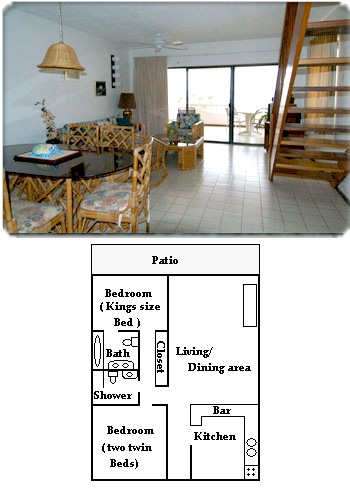 Patio
Bedroom
( Kings size
Bed )
Bath
Closet
Living/
Dining area
Shower
Bar
Bedroom
(two twin
Beds)
Kitchen